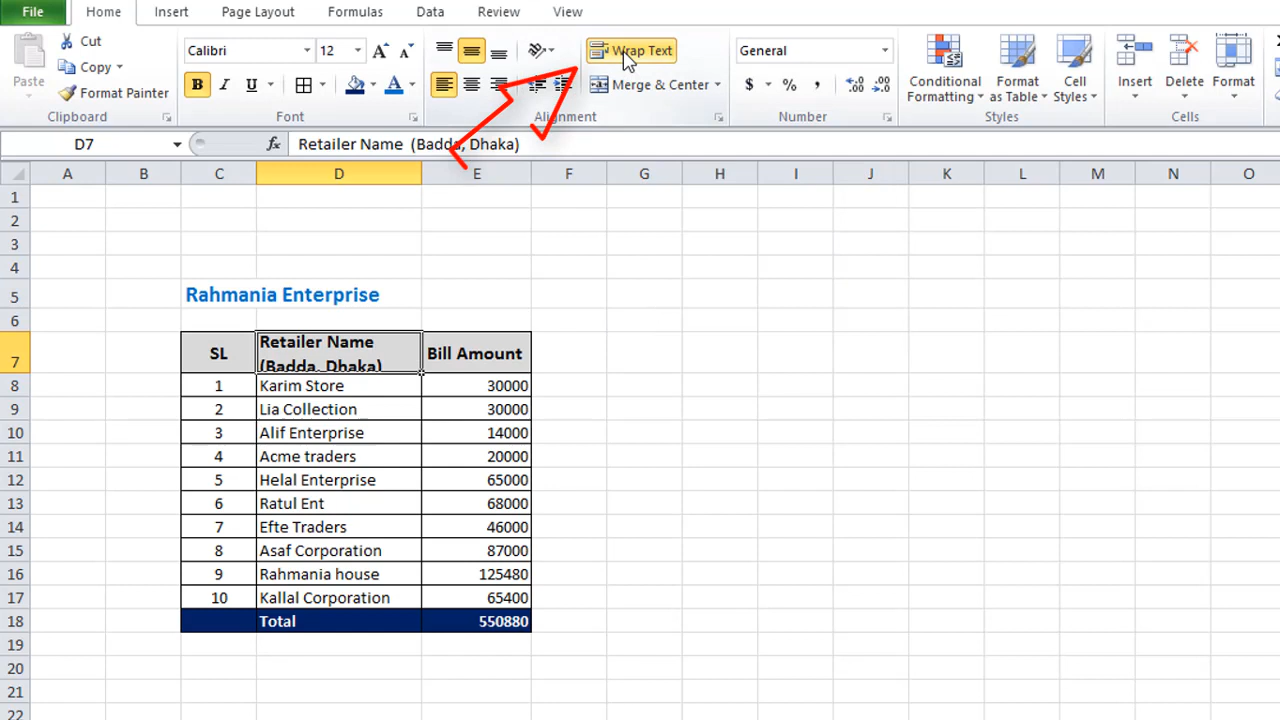 File Home Insert Page Layout Formulas Data Review View
Paste
Cut
Copy
Format Painter
Clipboard
Calibri 12 A A
B I U A
Font
Wrap Text
Merge & Center
Alignment
General
$ % , .00 .00
Number
Conditional Formatting
Format as Table
Cell Styles
Styles
Insert Delete Format
Cells
D7 fx Retailer Name (Badda, Dhaka)
A B C D E F G H I J K L M N O
1
2
3
4
5 Rahmania Enterprise
6
7 SL Retailer Name (Badda, Dhaka) Bill Amount
8 1 Karim Store 30000
9 2 Lia Collection 30000
10 3 Alif Enterprise 14000
11 4 Acme traders 20000
12 5 Helal Enterprise 65000
13 6 Ratul Ent 68000
14 7 Efte Traders 46000
15 8 Asaf Corporation 87000
16 9 Rahmania house 125480
17 10 Kallal Corporation 65400
18 Total 550880
19
20
21
22